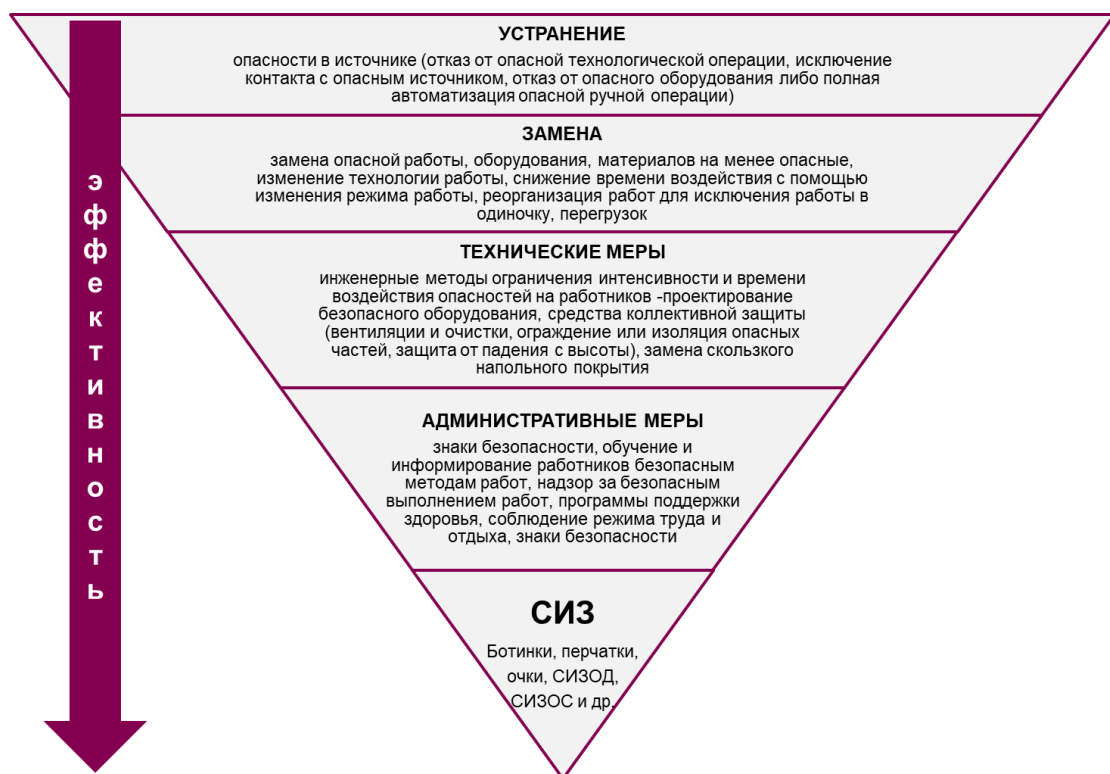 УСТРАНЕНИЕ
опасности в источнике (отказ от опасной технологической операции, исключение
контакта с опасным источником, отказ от опасного оборудования либо полная
автоматизация опасной ручной операции)
ЗАМЕНА
замена опасной работы, оборудования, материалов на менее опасные,
изменение технологии работы, снижение времени воздействия с помощью
изменения режима работы, реорганизация работ для исключения работы в
одиночку, перегрузок
ТЕХНИЧЕСКИЕ МЕРЫ
инженерные методы ограничения интенсивности и времени
воздействия опасностей на работников -проектирование
безопасного оборудования, средства коллективной защиты
(вентиляции и очистки, ограждение или изоляция опасных
частей, защита от падения с высоты), замена скользкого
напольного покрытия
АДМИНИСТРАТИВНЫЕ МЕРЫ
знаки безопасности, обучение и
информирование работников безопасным
методам работ, надзор за безопасным
выполнением работ, программы поддержки
здоровья, соблюдение режима труда и
отдыха, знаки безопасности
СИЗ
Ботинки, перчатки,
очки, СИЗОД,
СИЗОС и др.
эффективность